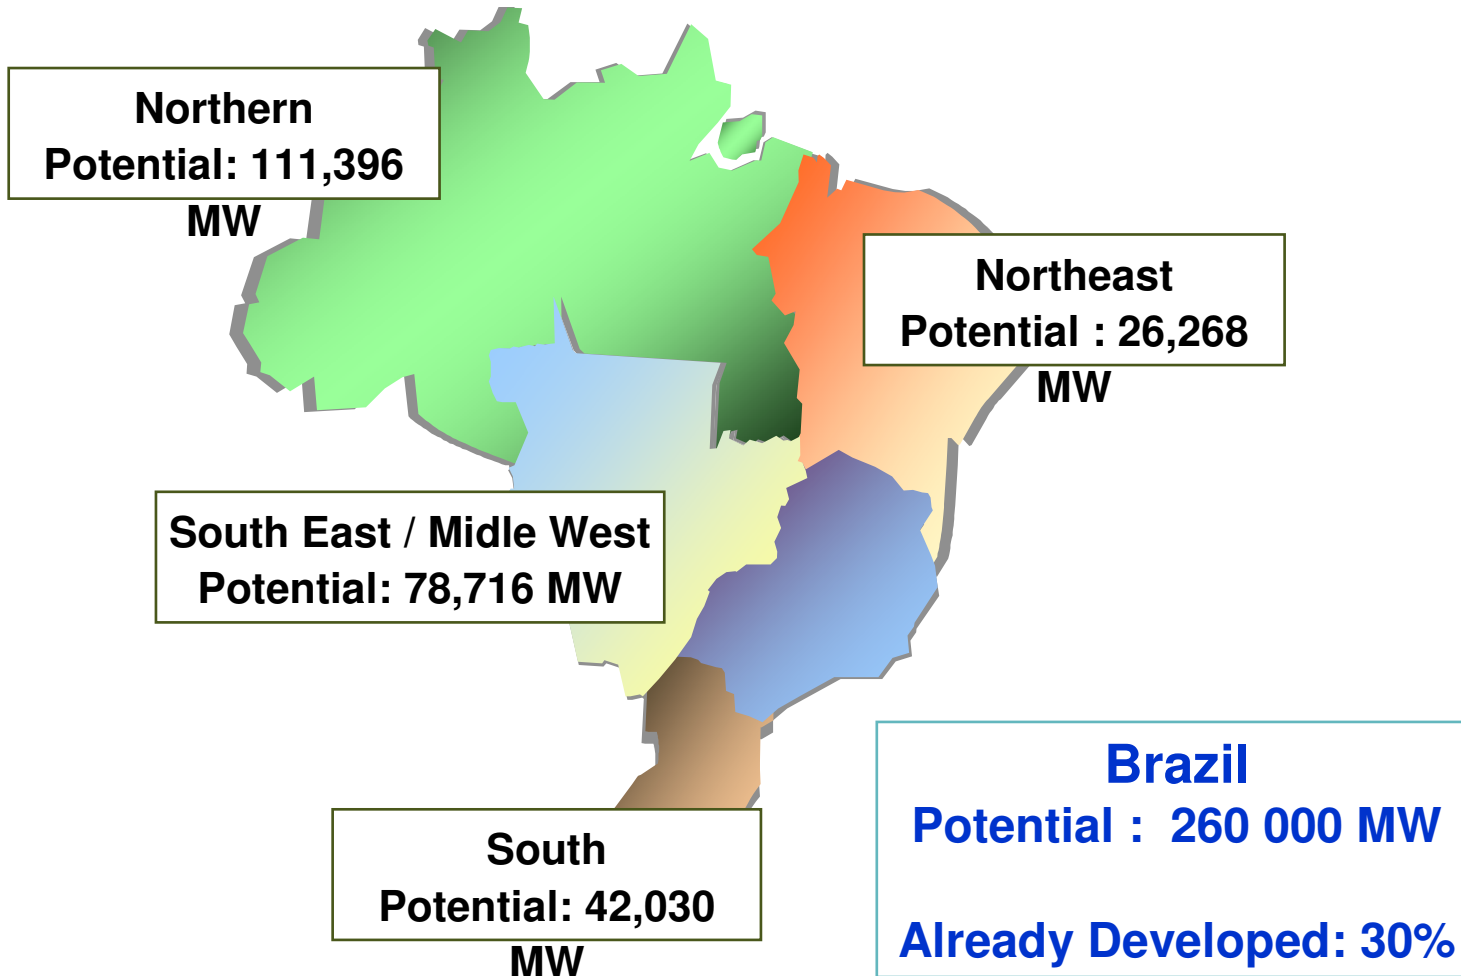 Northern
Potential: 111,396
MW
Northeast
Potential : 26,268
MW
South East / Midle West
Potential: 78,716 MW
South
Potential: 42,030
MW
Brazil
Potential :  260 000 MW
Already Developed: 30%